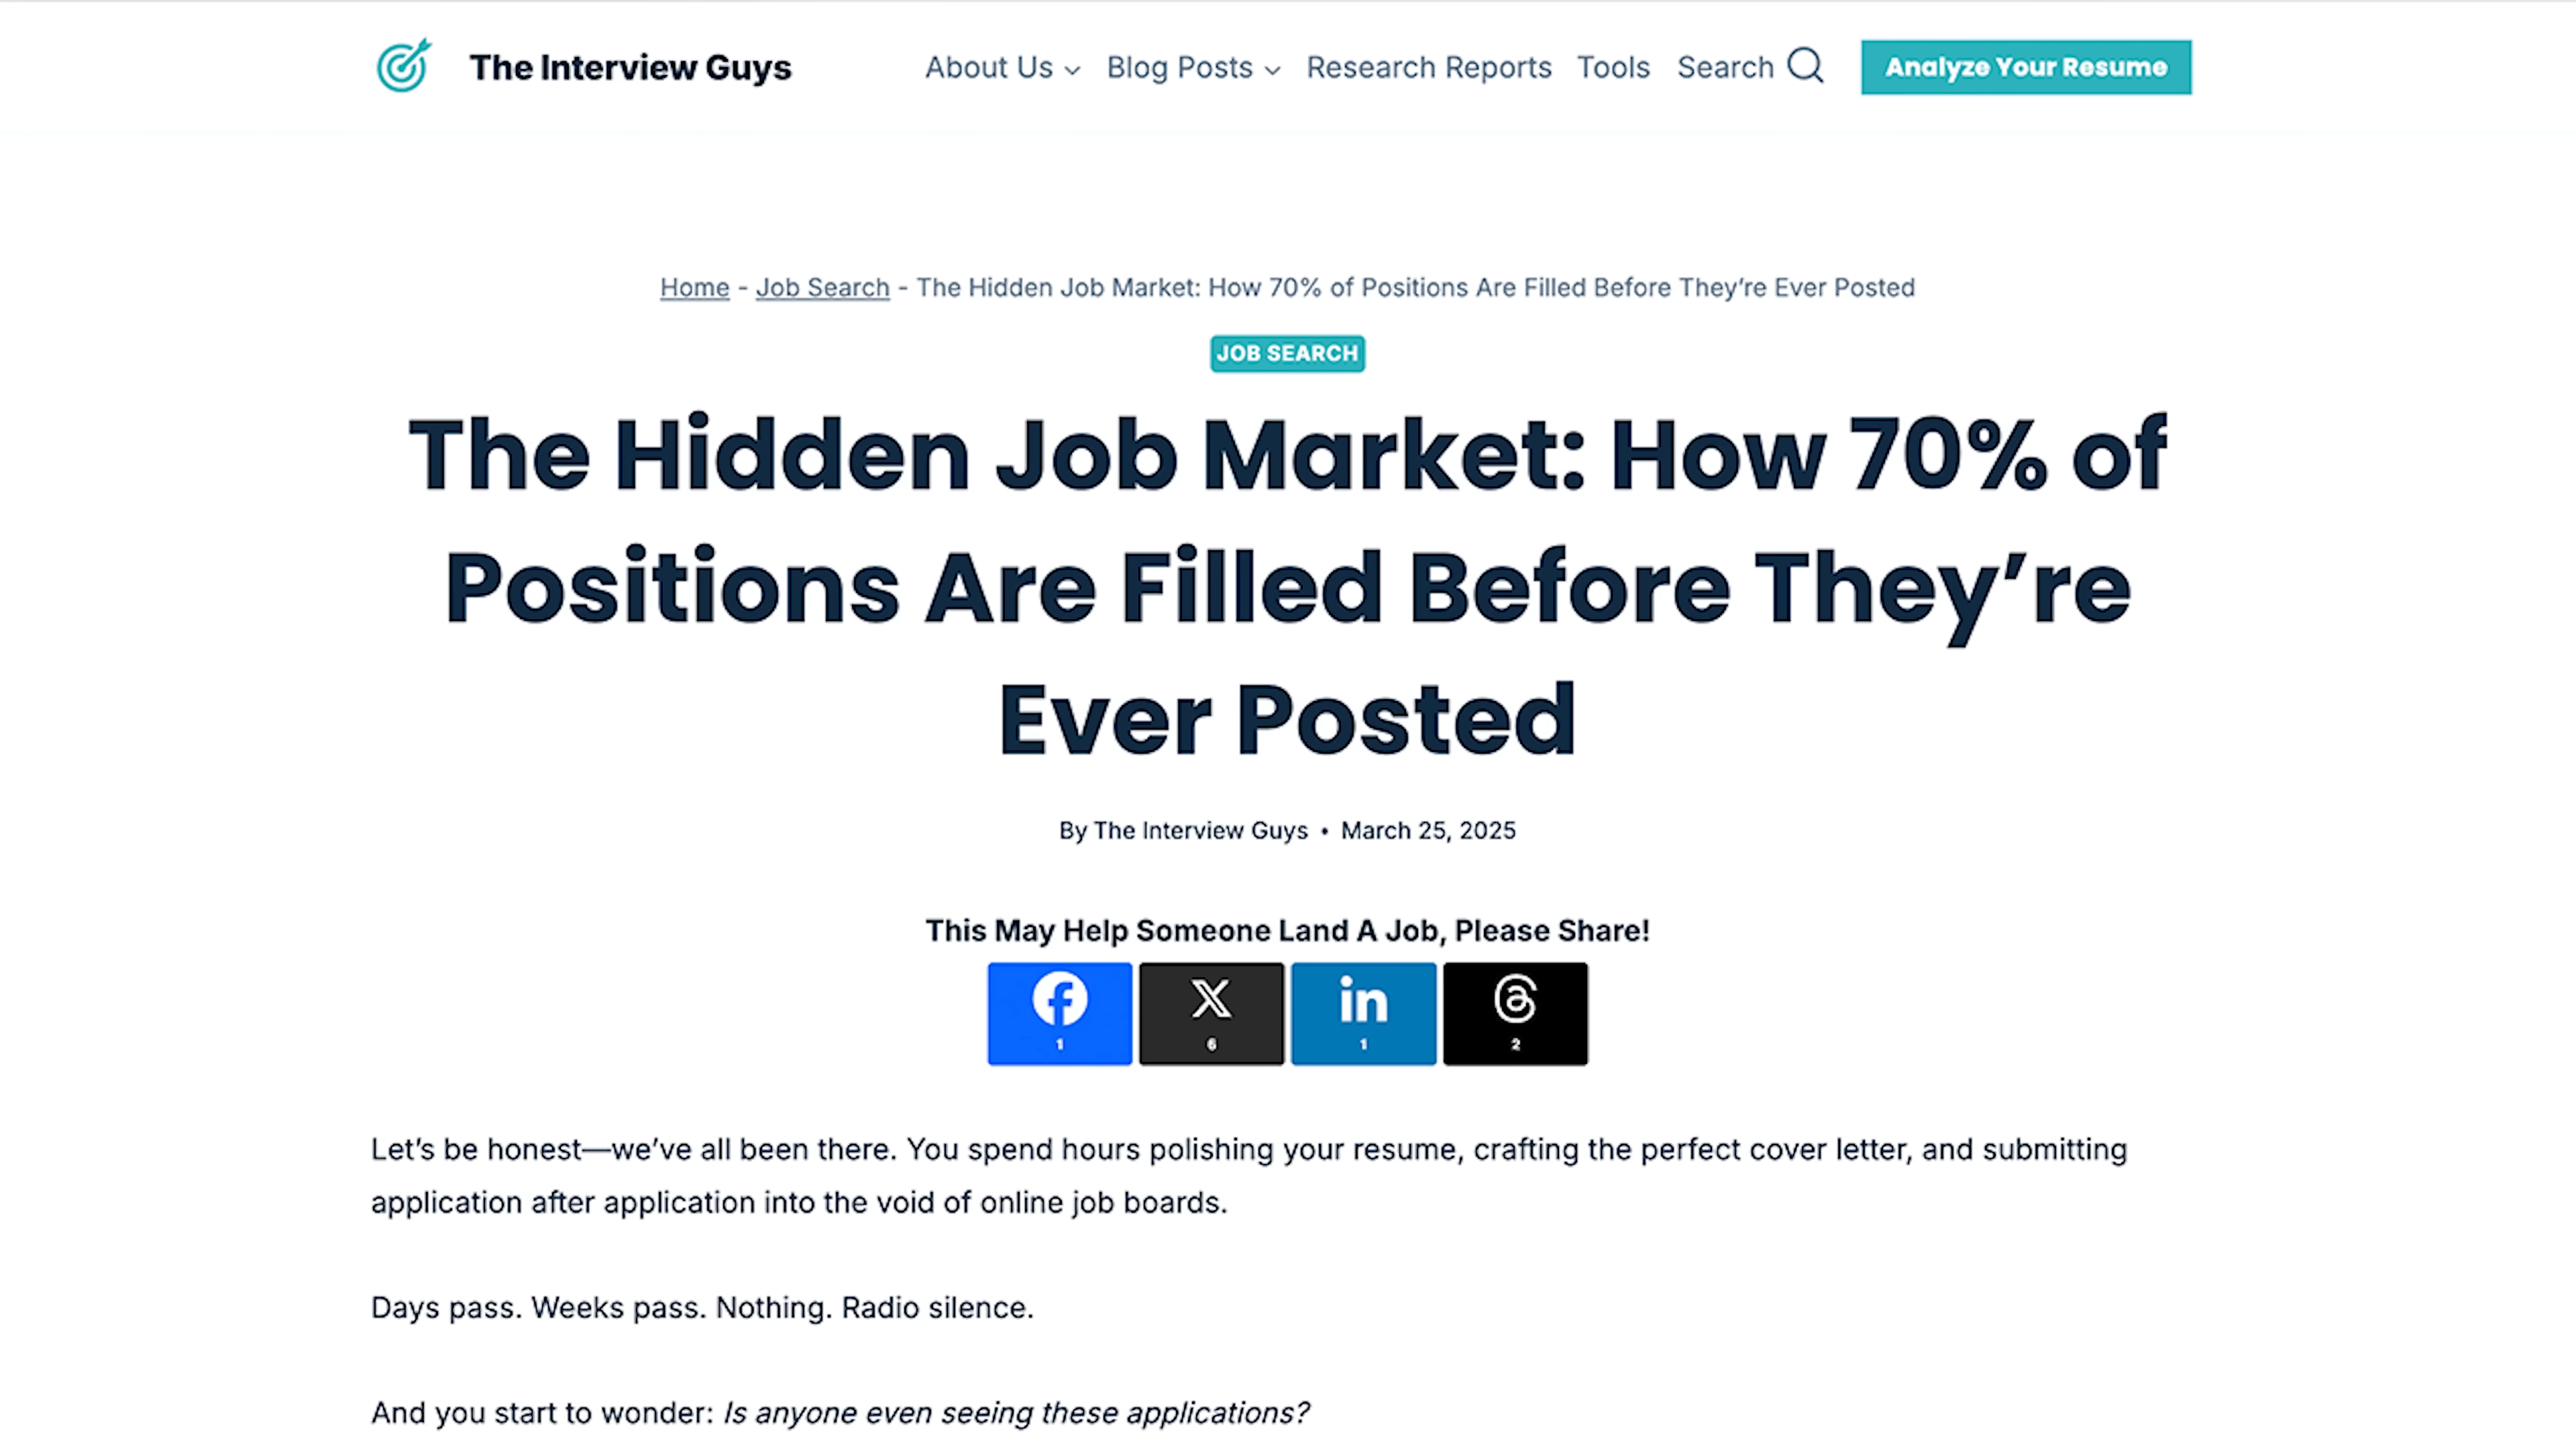 The Interview Guys
About Us Blog Posts Research Reports Tools Search Analyze Your Resume
Home - Job Search - The Hidden Job Market: How 70% of Positions Are Filled Before They’re Ever Posted
JOB SEARCH
The Hidden Job Market: How 70% of
Positions Are Filled Before They’re
Ever Posted
By The Interview Guys • March 25, 2025
This May Help Someone Land A Job, Please Share!
1 6 1 2
Let’s be honest—we’ve all been there. You spend hours polishing your resume, crafting the perfect cover letter, and submitting
application after application into the void of online job boards.
Days pass. Weeks pass. Nothing. Radio silence.
And you start to wonder: Is anyone even seeing these applications?